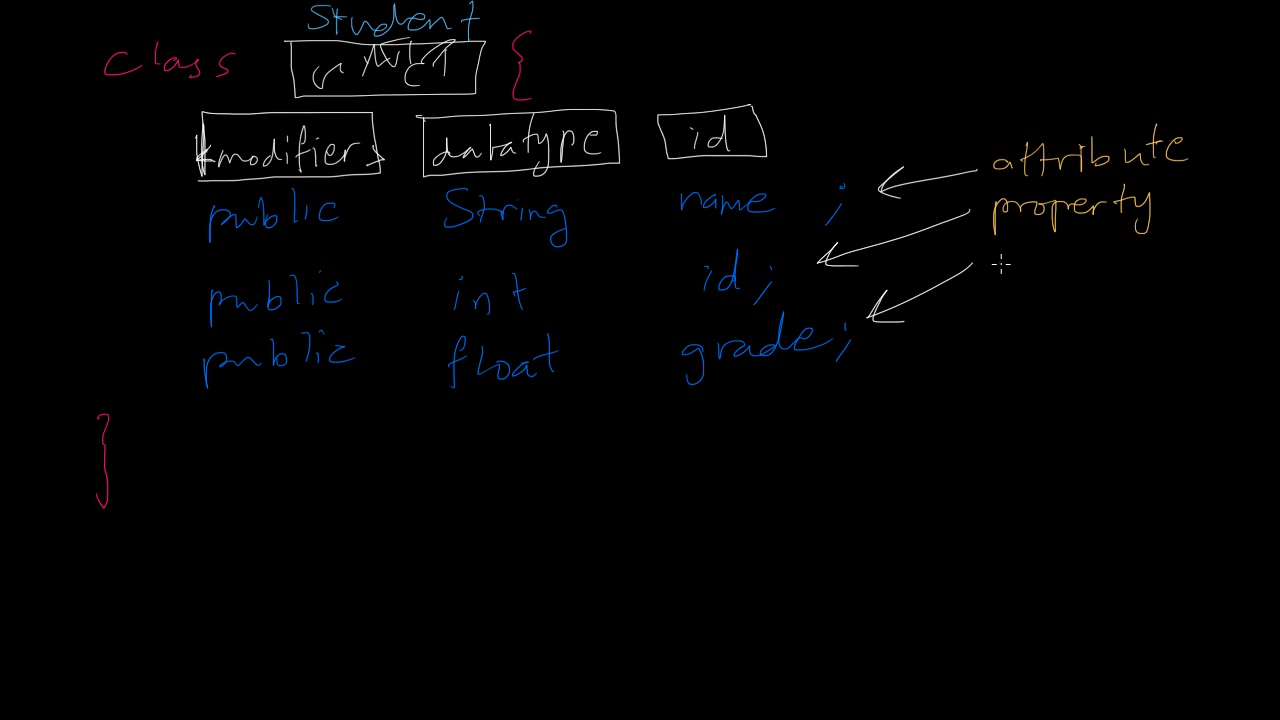 Student
class {
{modifier} datatype id
public String name ;
public int id ;
public float grade ;
}
attribute
property